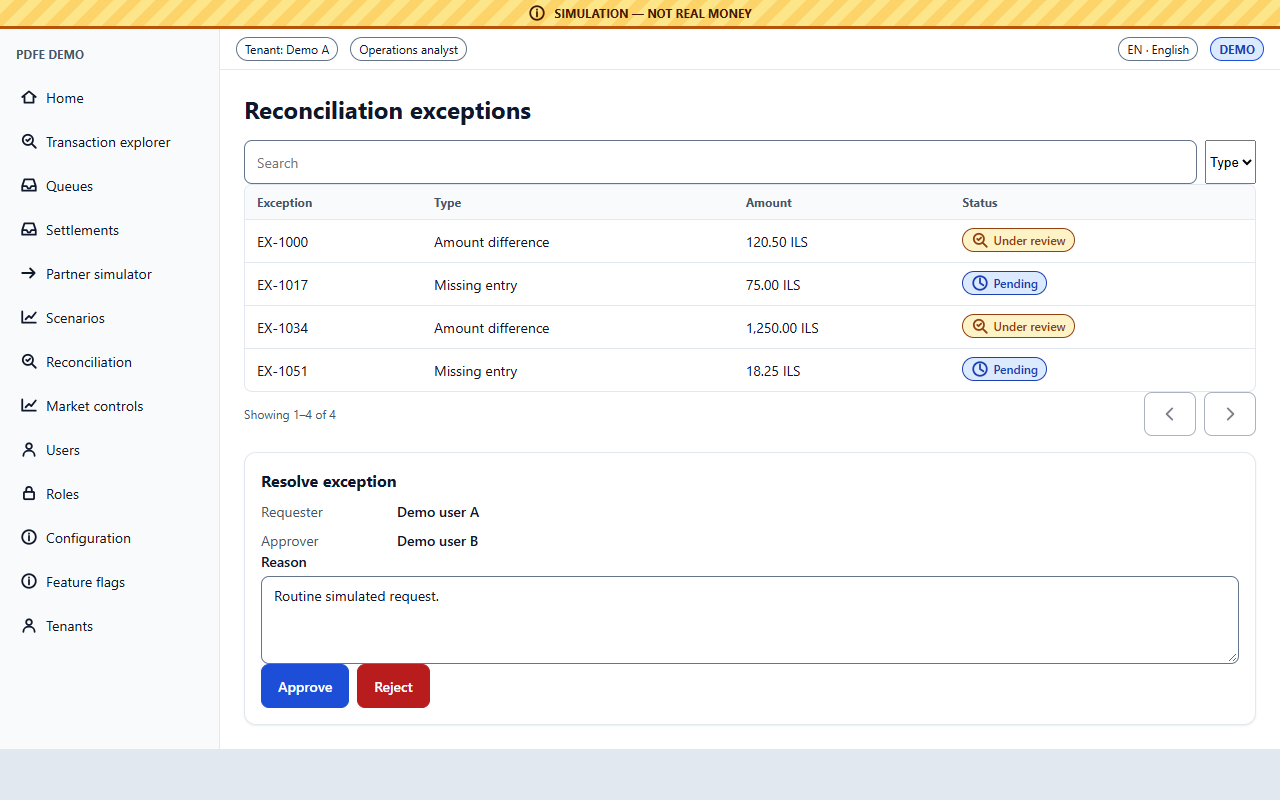 SIMULATION — NOT REAL MONEY
PDFE DEMO
Tenant: Demo A
Operations analyst
EN · English
DEMO
Home
Transaction explorer
Queues
Settlements
Partner simulator
Scenarios
Reconciliation
Market controls
Users
Roles
Configuration
Feature flags
Tenants
Reconciliation exceptions
Search
Type
Exception Type Amount Status
EX-1000 Amount difference 120.50 ILS Under review
EX-1017 Missing entry 75.00 ILS Pending
EX-1034 Amount difference 1,250.00 ILS Under review
EX-1051 Missing entry 18.25 ILS Pending
Showing 1–4 of 4
Resolve exception
Requester Demo user A
Approver Demo user B
Reason
Routine simulated request.
Approve Reject